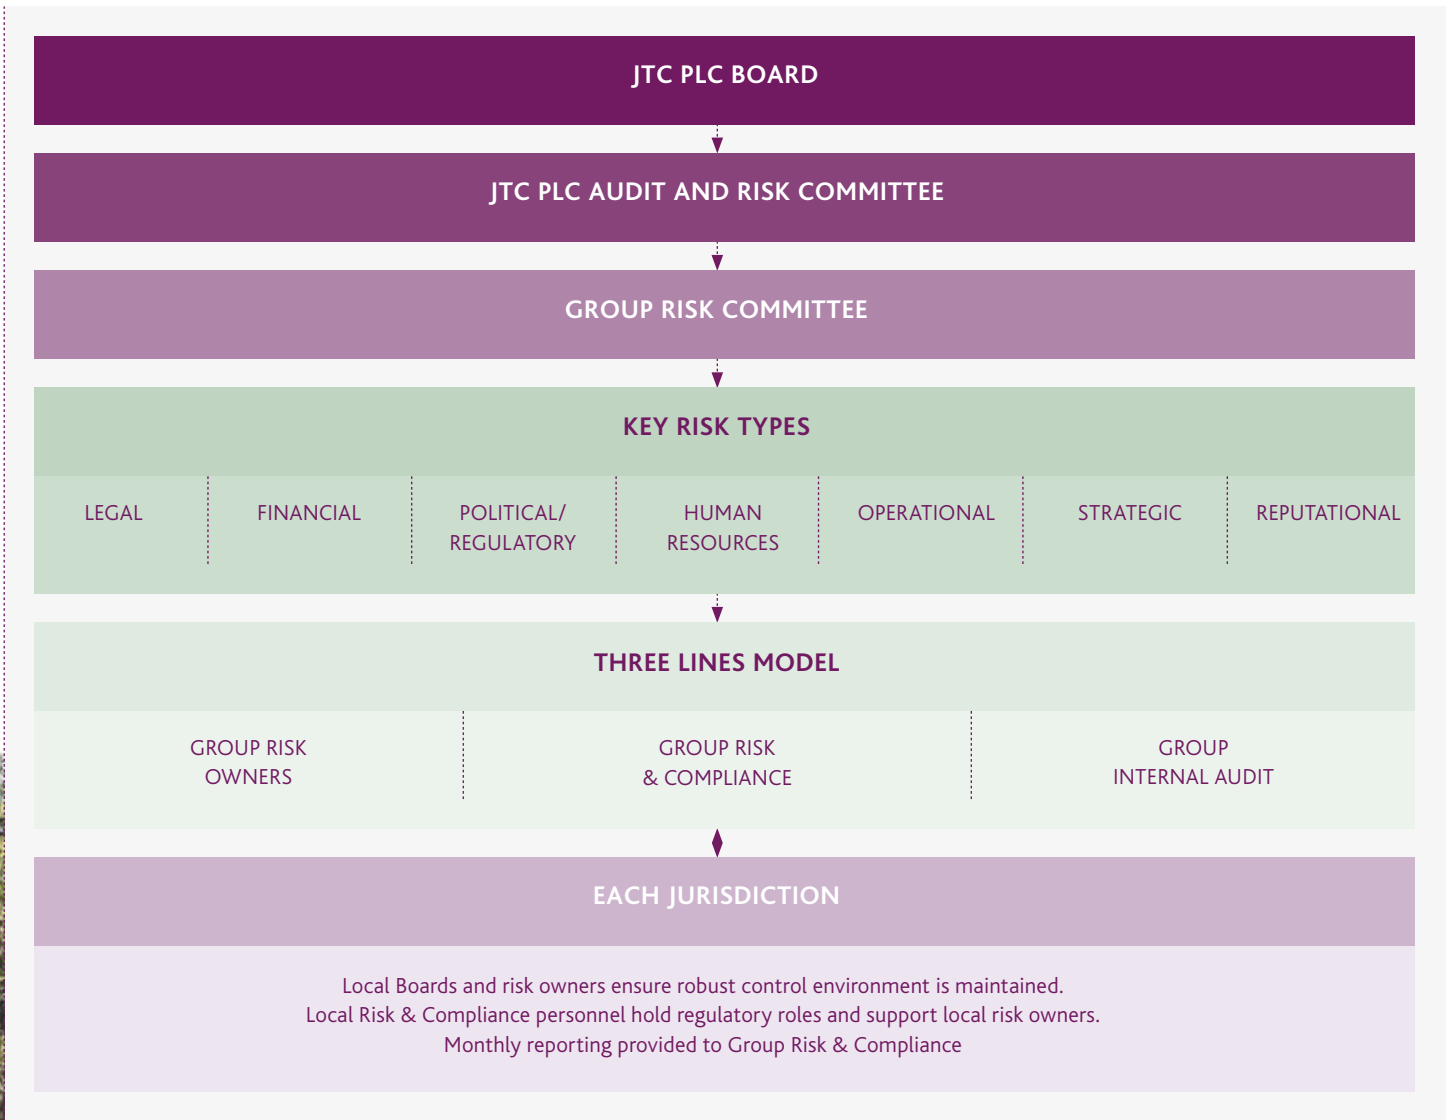 JTC PLC BOARD
JTC PLC AUDIT AND RISK COMMITTEE
GROUP RISK COMMITTEE
KEY RISK TYPES
LEGAL
FINANCIAL
POLITICAL/
REGULATORY
HUMAN
RESOURCES
OPERATIONAL
STRATEGIC
REPUTATIONAL
THREE LINES MODEL
GROUP RISK
OWNERS
GROUP RISK
& COMPLIANCE
GROUP
INTERNAL AUDIT
EACH JURISDICTION
Local Boards and risk owners ensure robust control environment is maintained.
Local Risk & Compliance personnel hold regulatory roles and support local risk owners.
Monthly reporting provided to Group Risk & Compliance